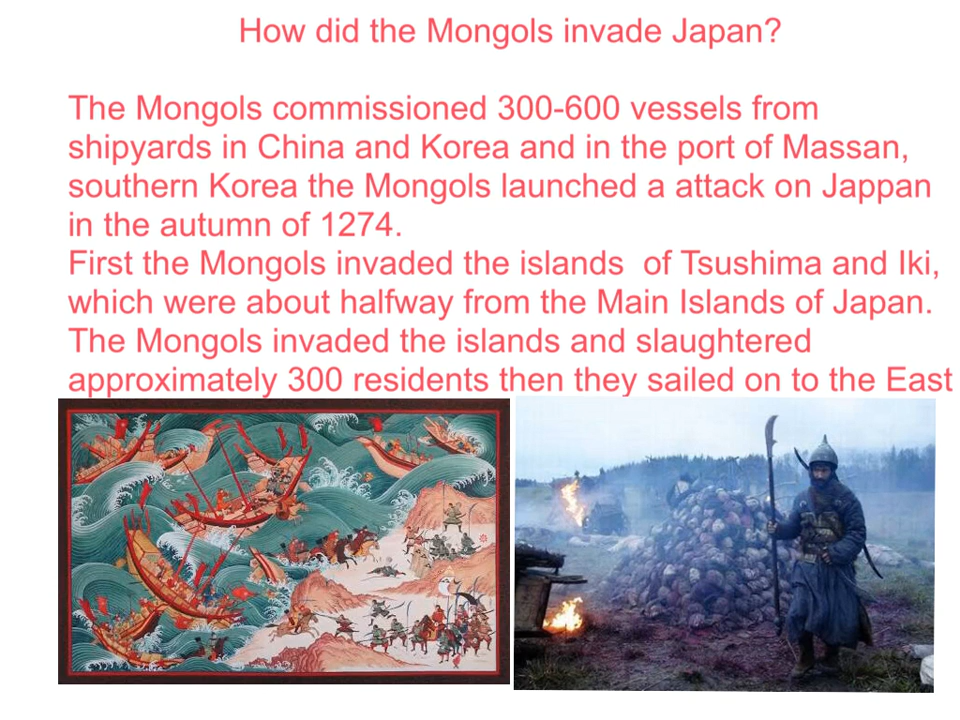 How did the Mongols invade Japan?
The Mongols commissioned 300-600 vessels from
shipyards in China and Korea and in the port of Massan,
southern Korea the Mongols launched a attack on Jappan
in the autumn of 1274.
First the Mongols invaded the islands  of Tsushima and Iki,
which were about halfway from the Main Islands of Japan.
The Mongols invaded the islands and slaughtered
approximately 300 residents then they sailed on to the East